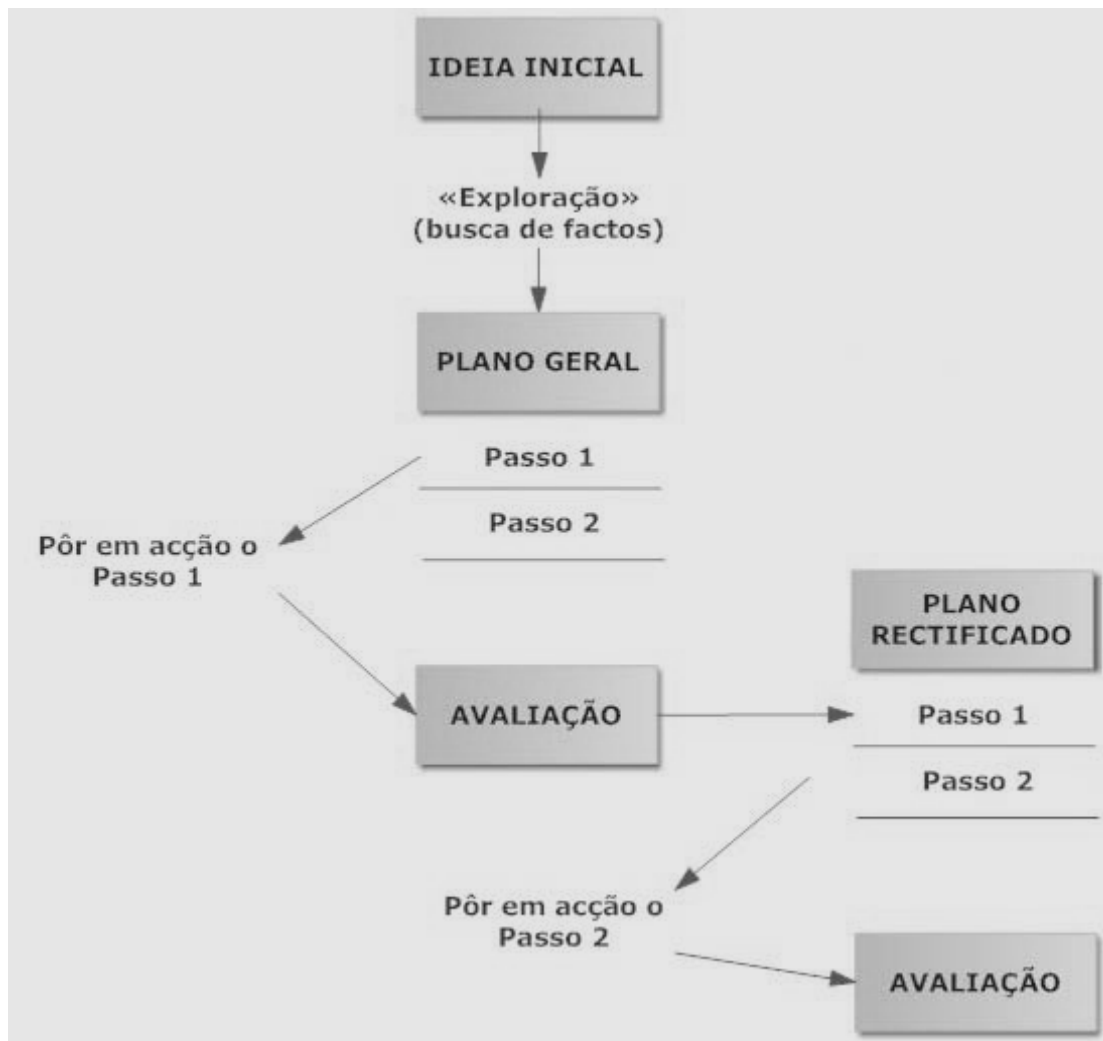 IDEIA INICIAL
«Exploração»
(busca de factos)
PLANO GERAL
Passo 1
Passo 2
Pôr em acção o
Passo 1
AVALIAÇÃO
PLANO
RECTIFICADO
Passo 1
Passo 2
Pôr em acção o
Passo 2
AVALIAÇÃO